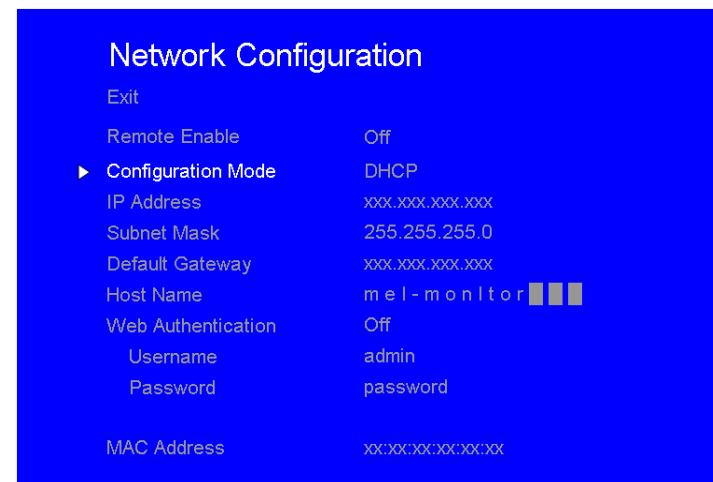 Network Configuration
Exit
Remote Enable Off
Configuration Mode DHCP
IP Address xxx.xxx.xxx.xxx
Subnet Mask 255.255.255.0
Default Gateway xxx.xxx.xxx.xxx
Host Name mel-monItor
Web Authentication Off
Username admin
Password password
MAC Address xx:xx:xx:xx:xx:xx